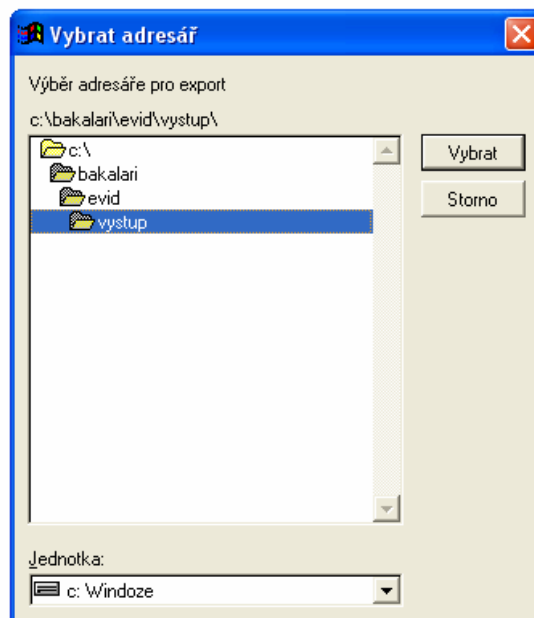 Vybrat adresář
Výběr adresáře pro export
c:\bakalari\evid\vystup\
c:\
bakalari
evid
vystup
Vybrat
Storno
Jednotka:
c: Windoze